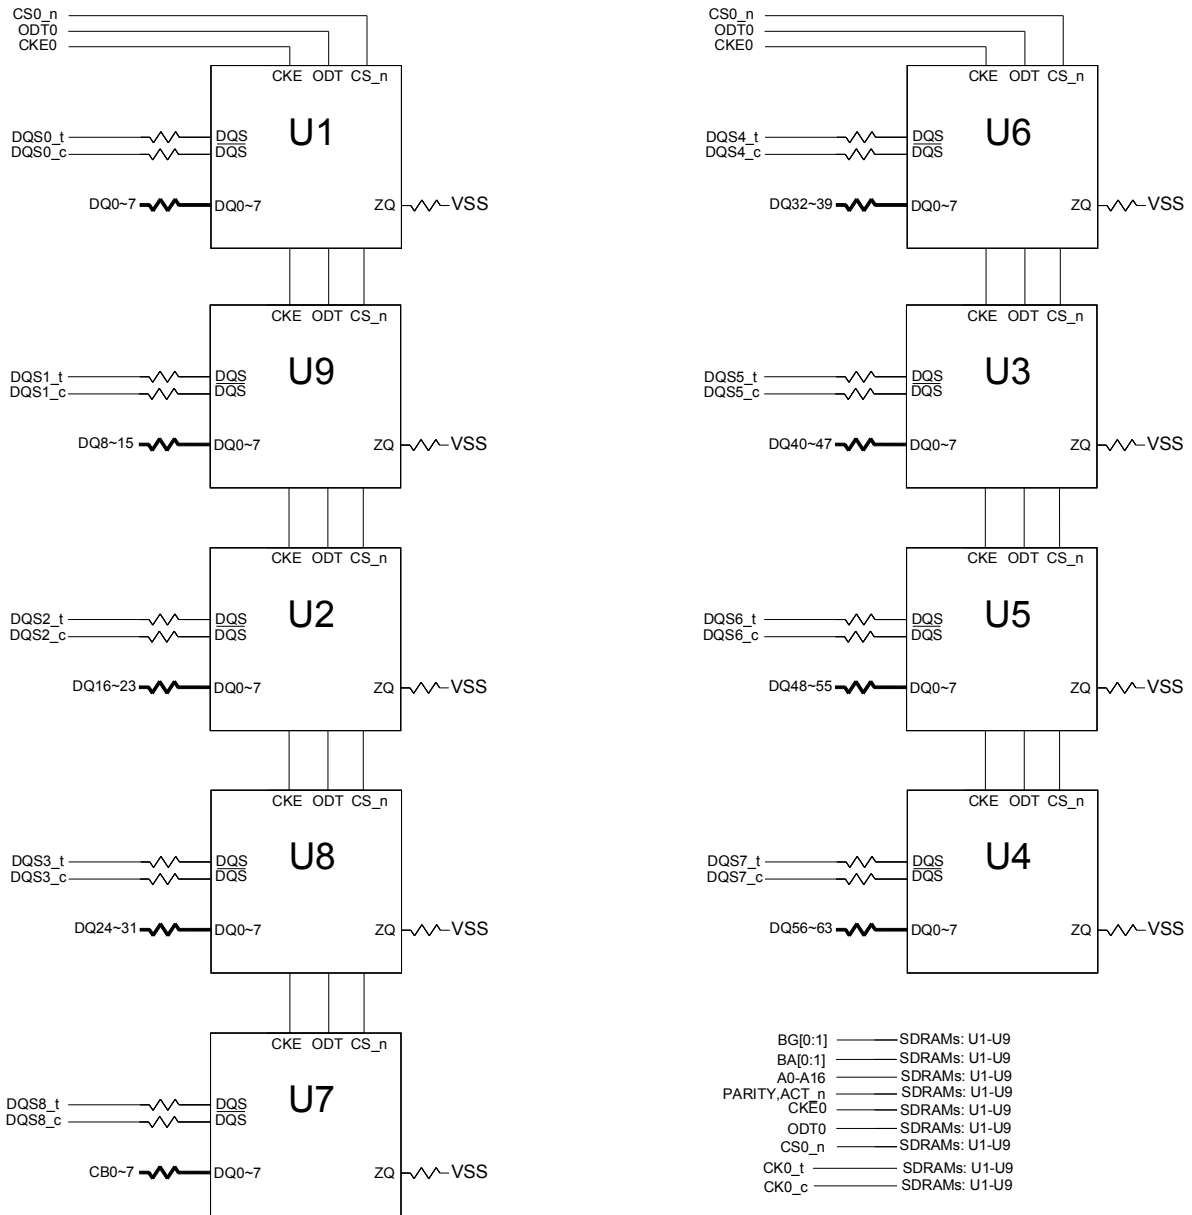 CS0_n
ODT0
CKE0
CKE ODT CS_n
U1
DQS0_t DQS
DQS0_c DQS
DQ0~7 DQ0~7 ZQ VSS
CKE ODT CS_n
U9
DQS1_t DQS
DQS1_c DQS
DQ8~15 DQ0~7 ZQ VSS
CKE ODT CS_n
U2
DQS2_t DQS
DQS2_c DQS
DQ16~23 DQ0~7 ZQ VSS
CKE ODT CS_n
U8
DQS3_t DQS
DQS3_c DQS
DQ24~31 DQ0~7 ZQ VSS
CKE ODT CS_n
U7
DQS8_t DQS
DQS8_c DQS
CB0~7 DQ0~7 ZQ VSS
CS0_n
ODT0
CKE0
CKE ODT CS_n
U6
DQS4_t DQS
DQS4_c DQS
DQ32~39 DQ0~7 ZQ VSS
CKE ODT CS_n
U3
DQS5_t DQS
DQS5_c DQS
DQ40~47 DQ0~7 ZQ VSS
CKE ODT CS_n
U5
DQS6_t DQS
DQS6_c DQS
DQ48~55 DQ0~7 ZQ VSS
CKE ODT CS_n
U4
DQS7_t DQS
DQS7_c DQS
DQ56~63 DQ0~7 ZQ VSS
BG[0:1] SDRAMs: U1-U9
BA[0:1] SDRAMs: U1-U9
A0-A16 SDRAMs: U1-U9
PARITY,ACT_n SDRAMs: U1-U9
CKE0 SDRAMs: U1-U9
ODT0 SDRAMs: U1-U9
CS0_n SDRAMs: U1-U9
CK0_t SDRAMs: U1-U9
CK0_c SDRAMs: U1-U9